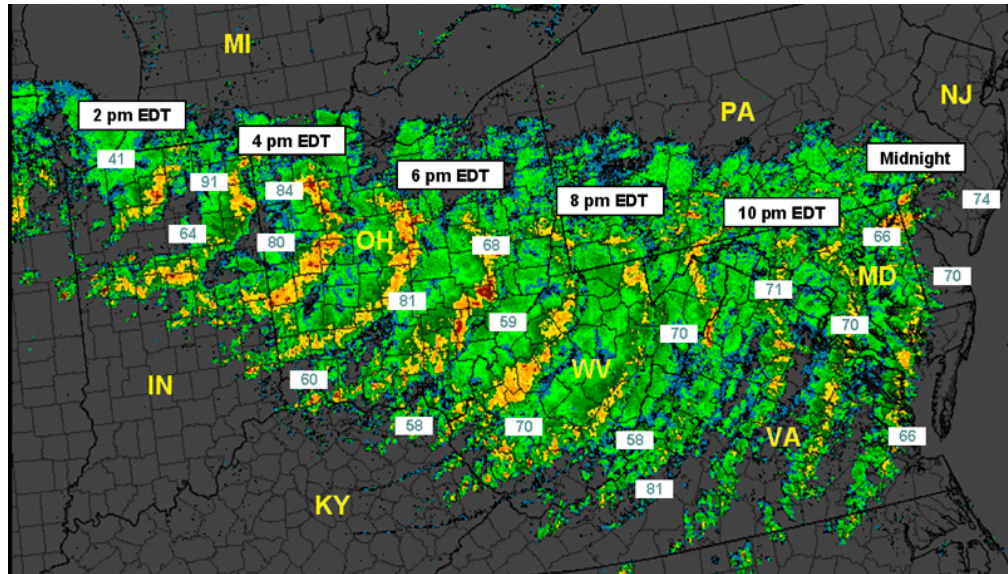 MI
NJ
PA
2 pm EDT
4 pm EDT
Midnight
41
6 pm EDT
91
84
8 pm EDT
74
10 pm EDT
64
80
OH
68
66
MD
70
71
81
59
70
70
WV
IN
60
58
70
58
VA
66
81
KY